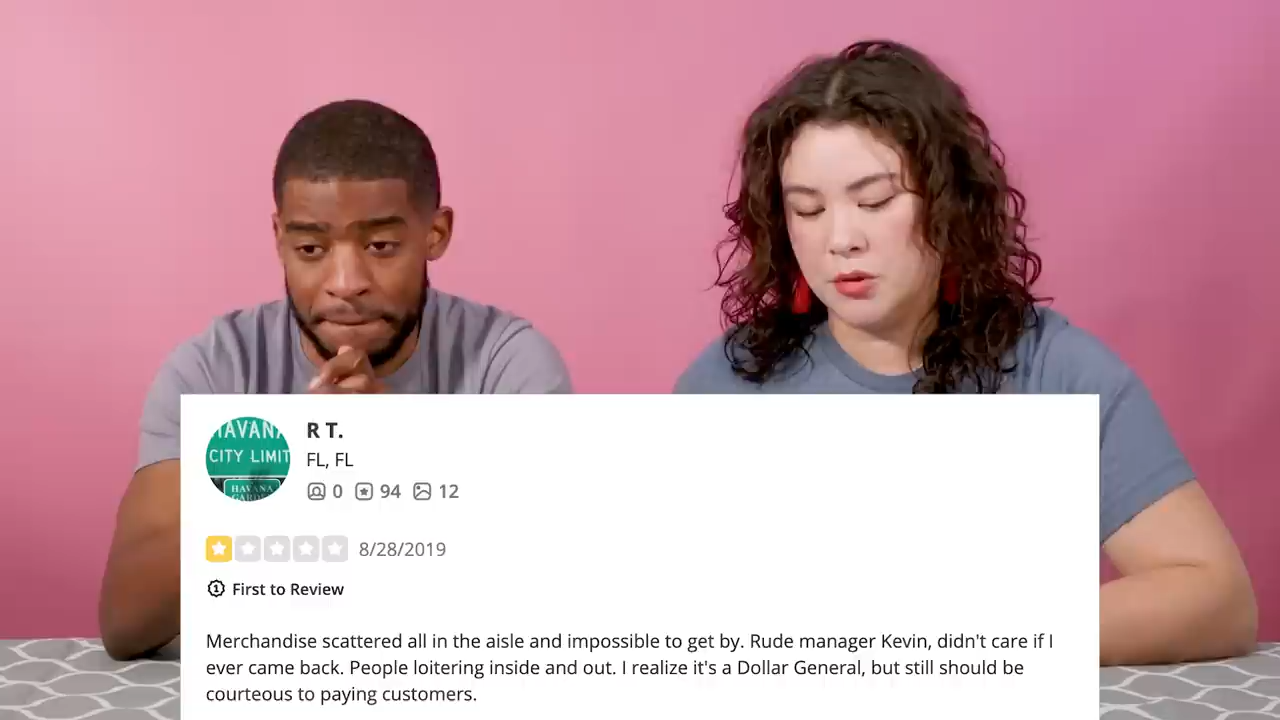 HAVANA
CITY LIMIT
HAVANA
R T.
FL, FL
0 94 12
8/28/2019
1 First to Review
Merchandise scattered all in the aisle and impossible to get by. Rude manager Kevin, didn't care if I
ever came back. People loitering inside and out. I realize it's a Dollar General, but still should be
courteous to paying customers.